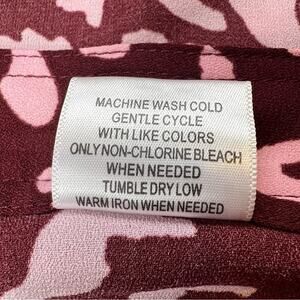 MACHINE WASH COLD
GENTLE CYCLE
WITH LIKE COLORS
ONLY NON-CHLORINE BLEACH
WHEN NEEDED
TUMBLE DRY LOW
WARM IRON WHEN NEEDED